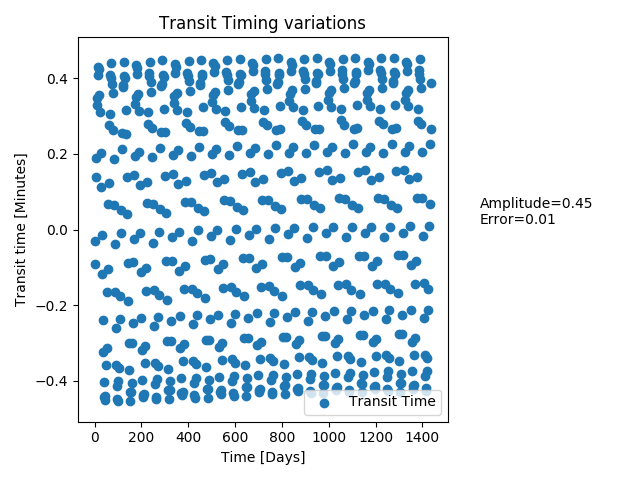 Transit Timing variations
Transit time [Minutes]
0.4
0.2
0.0
−0.2
−0.4
0
200
400
600
800
1000
1200
1400
Time [Days]
Transit Time
Amplitude=0.45
Error=0.01